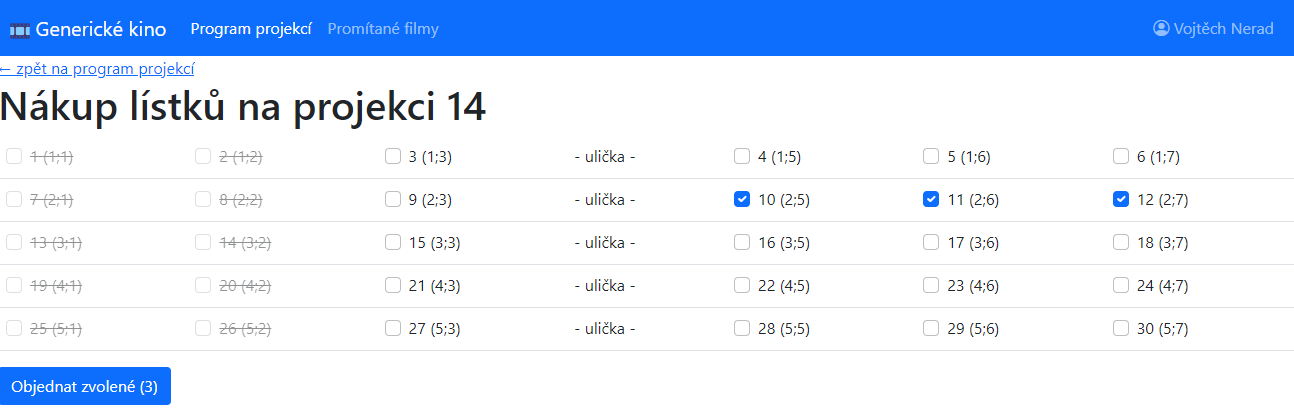 Generické kino Program projekcí Promítané filmy Vojtěch Nerad
← zpět na program projekcí
Nákup lístků na projekci 14
1 (1;1) 2 (1;2) 3 (1;3) - ulička - 4 (1;5) 5 (1;6) 6 (1;7)
7 (2;1) 8 (2;2) 9 (2;3) - ulička - 10 (2;5) 11 (2;6) 12 (2;7)
13 (3;1) 14 (3;2) 15 (3;3) - ulička - 16 (3;5) 17 (3;6) 18 (3;7)
19 (4;1) 20 (4;2) 21 (4;3) - ulička - 22 (4;5) 23 (4;6) 24 (4;7)
25 (5;1) 26 (5;2) 27 (5;3) - ulička - 28 (5;5) 29 (5;6) 30 (5;7)
Objednat zvolené (3)